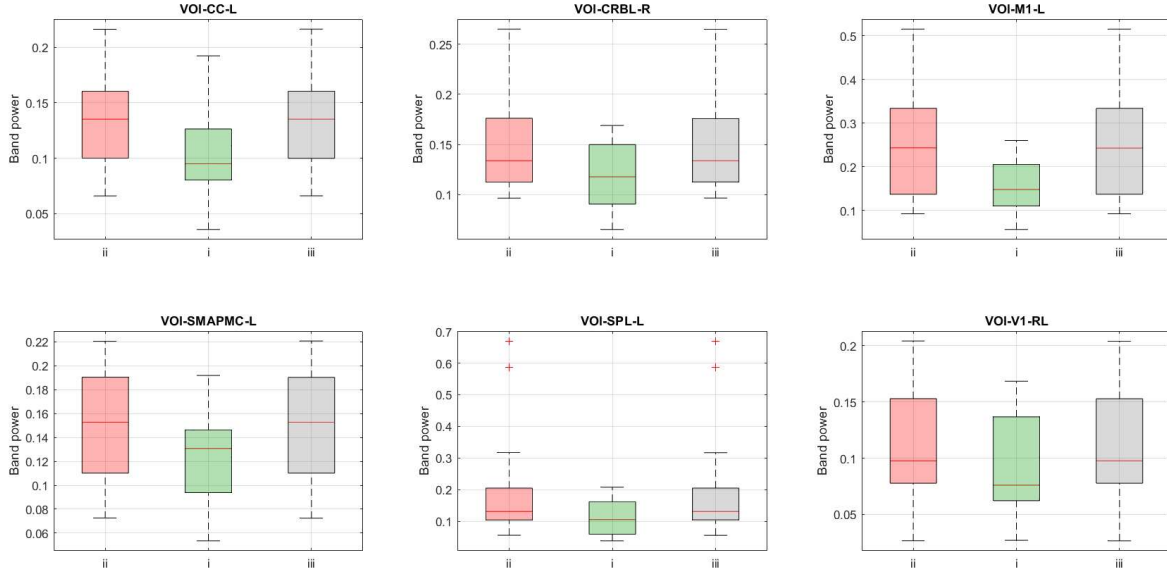 VOI-CC-L
Band power
0.2
0.15
0.1
0.05
ii i iii
VOI-CRBL-R
Band power
0.25
0.2
0.15
0.1
ii i iii
VOI-M1-L
Band power
0.5
0.4
0.3
0.2
0.1
ii i iii
VOI-SMAPMC-L
Band power
0.22
0.2
0.18
0.16
0.14
0.12
0.1
0.08
0.06
ii i iii
VOI-SPL-L
Band power
0.7
0.6
0.5
0.4
0.3
0.2
0.1
ii i iii
VOI-V1-RL
Band power
0.2
0.15
0.1
0.05
ii i iii